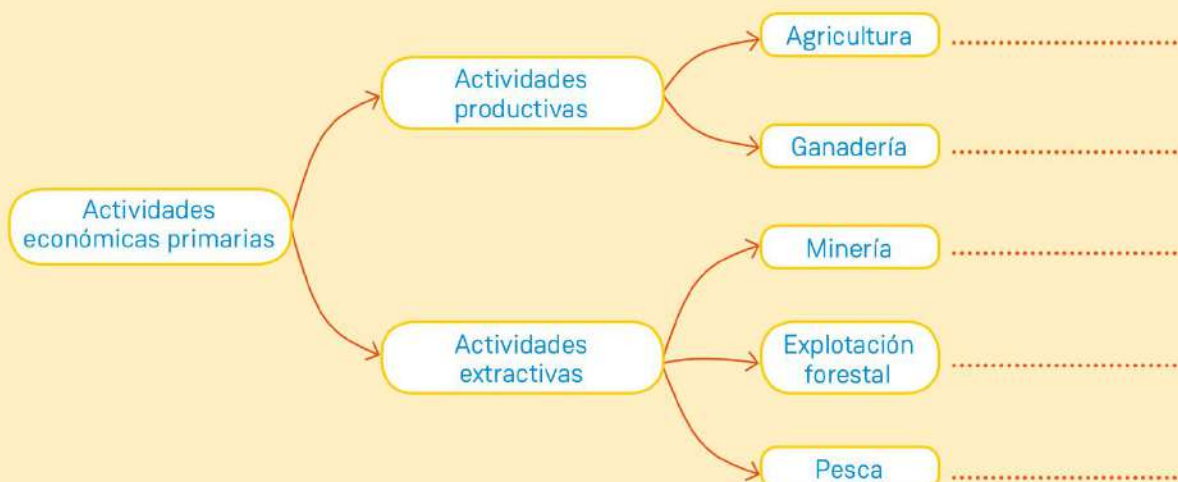 Actividades
económicas primarias
Actividades
productivas
Agricultura
Ganadería
Actividades
extractivas
Minería
Explotación
forestal
Pesca